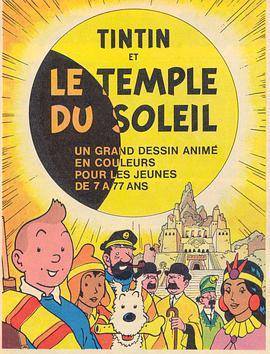 TINTIN
ET
LE TEMPLE
DU SOLEIL
UN GRAND DESSIN ANIMÉ
EN COULEURS
POUR LES JEUNES
DE 7 A 77 ANS